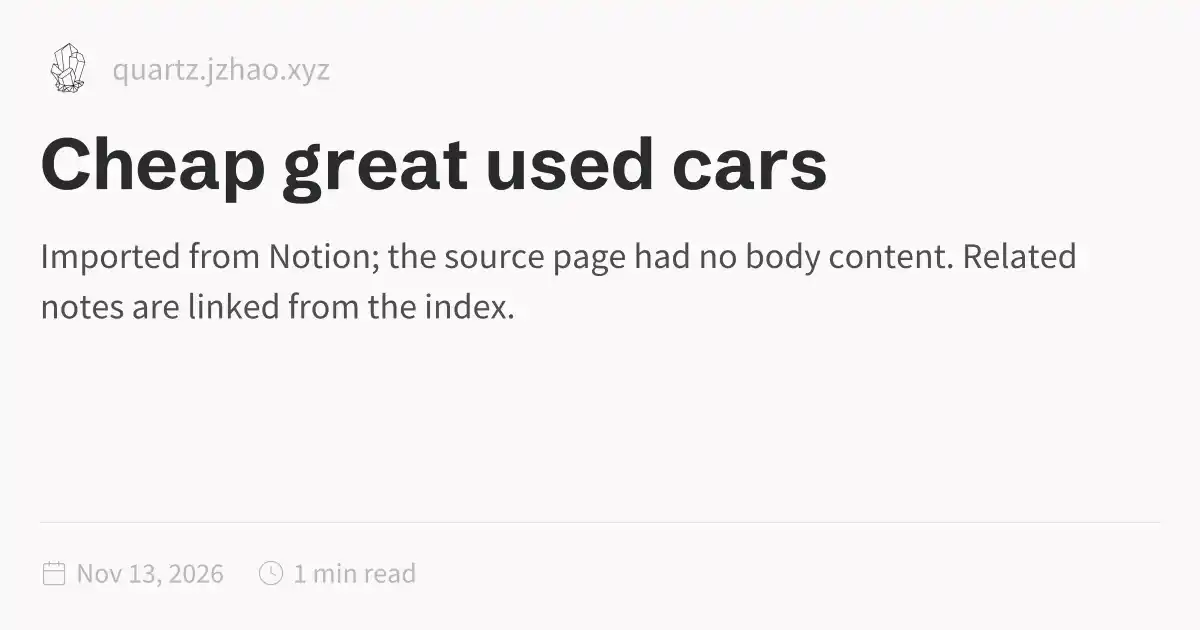 quartz.jzhao.xyz
Cheap great used cars
Imported from Notion; the source page had no body content. Related
notes are linked from the index.
Nov 13, 2026
1 min read